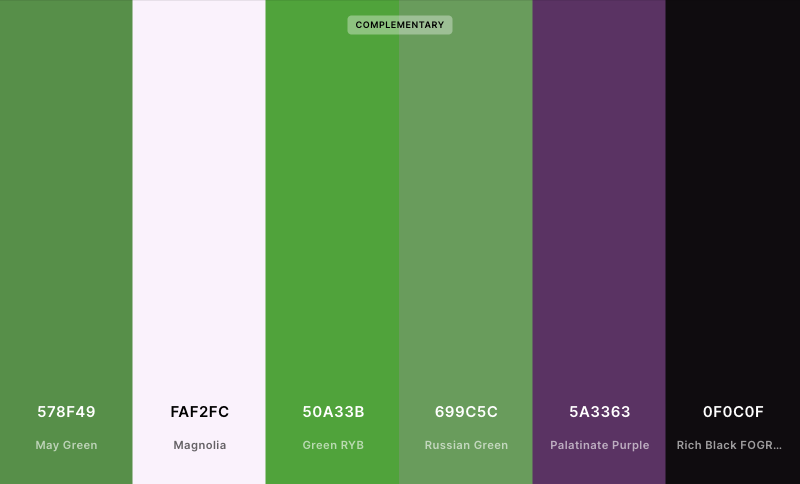 COMPLEMENTARY
578F49
May Green
FAF2FC
Magnolia
50A33B
Green RYB
699C5C
Russian Green
5A3363
Palatinate Purple
0F0C0F
Rich Black FOGR...